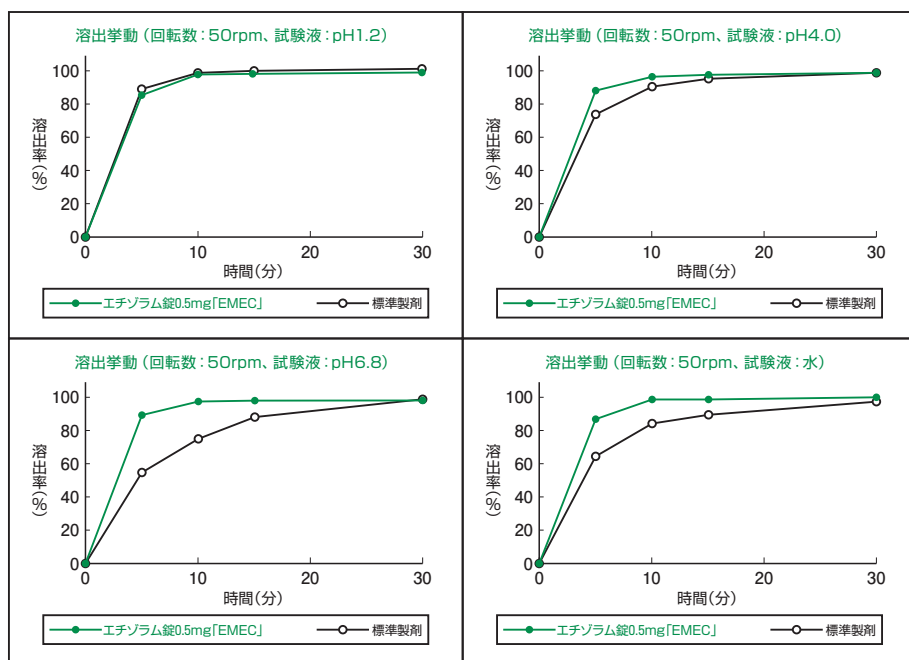 溶出挙動(回転数:50rpm、試験液:pH1.2)
100
80
60
40
20
0
溶出率(%)
0 10 20 30
時間(分)
エチゾラム錠0.5mg「EMEC」 標準製剤
溶出挙動(回転数:50rpm、試験液:pH4.0)
100
80
60
40
20
0
溶出率(%)
0 10 20 30
時間(分)
エチゾラム錠0.5mg「EMEC」 標準製剤
溶出挙動(回転数:50rpm、試験液:pH6.8)
100
80
60
40
20
0
溶出率(%)
0 10 20 30
時間(分)
エチゾラム錠0.5mg「EMEC」 標準製剤
溶出挙動(回転数:50rpm、試験液:水)
100
80
60
40
20
0
溶出率(%)
0 10 20 30
時間(分)
エチゾラム錠0.5mg「EMEC」 標準製剤